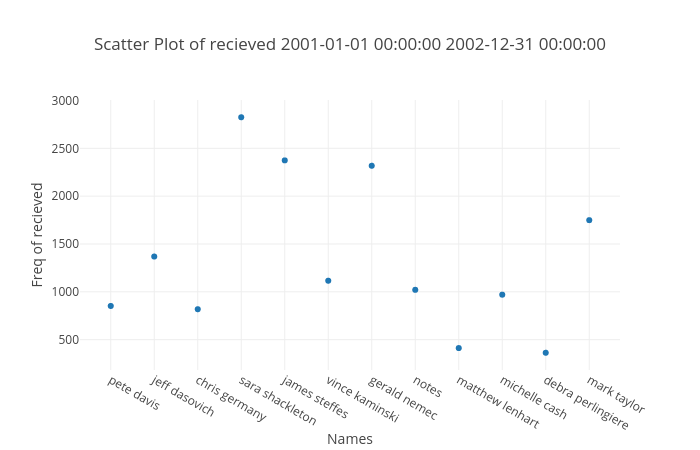 Scatter Plot of recieved 2001-01-01 00:00:00 2002-12-31 00:00:00
3000
2500
2000
1500
1000
500
Freq of recieved
pete davis
jeff dasovich
chris germany
sara shackleton
james steffes
vince kaminski
gerald nemec
notes
matthew lenhart
michelle cash
debra perlingiere
mark taylor
Names